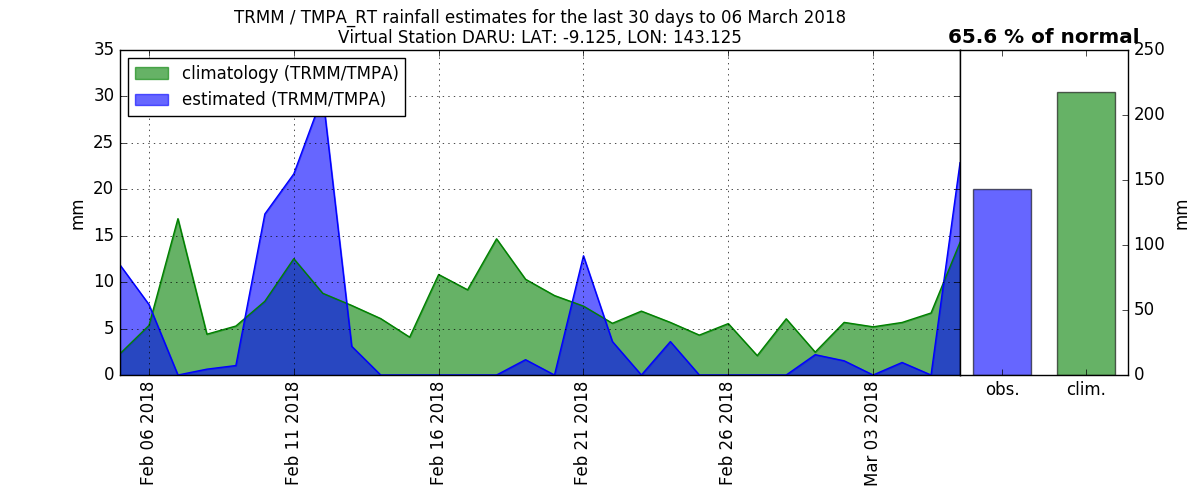 TRMM / TMPA_RT rainfall estimates for the last 30 days to 06 March 2018
Virtual Station DARU: LAT: -9.125, LON: 143.125
65.6 % of normal
climatology (TRMM/TMPA)
estimated (TRMM/TMPA)
35
30
25
20
15
10
5
0
mm
Feb 06 2018
Feb 11 2018
Feb 16 2018
Feb 21 2018
Feb 26 2018
Mar 03 2018
obs.
clim.
250
200
150
100
50
0
mm